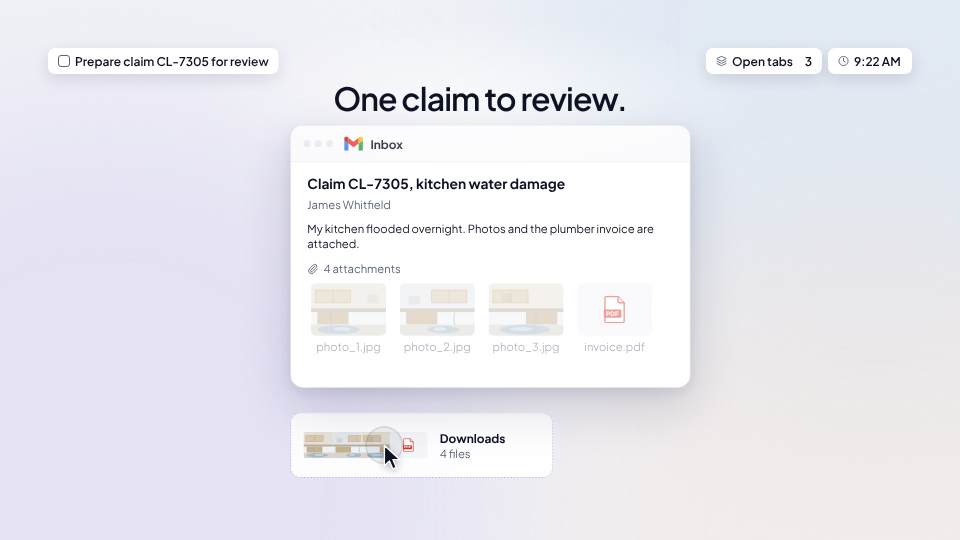 Prepare claim CL-7305 for review
Open tabs 3
9:22 AM
One claim to review.
Inbox
Claim CL-7305, kitchen water damage
James Whitfield
My kitchen flooded overnight. Photos and the plumber invoice are
attached.
4 attachments
PDF
photo_1.jpg
photo_2.jpg
photo_3.jpg
invoice.pdf
Downloads
4 files